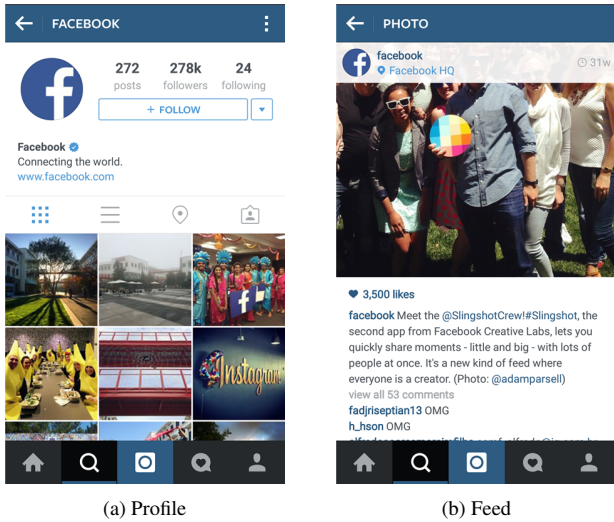 FACEBOOK
272 278k 24
posts followers following
+ FOLLOW
Facebook
Connecting the world.
www.facebook.com
Instagram
(a) Profile
PHOTO
facebook
Facebook HQ
31w
3,500 likes
facebook Meet the @SlingshotCrew!#Slingshot, the
second app from Facebook Creative Labs, lets you
quickly share moments - little and big - with lots of
people at once. It's a new kind of feed where
everyone is a creator. (Photo: @adamparsell)
view all 53 comments
fadjriseptian13 OMG
h_hson OMG
(b) Feed